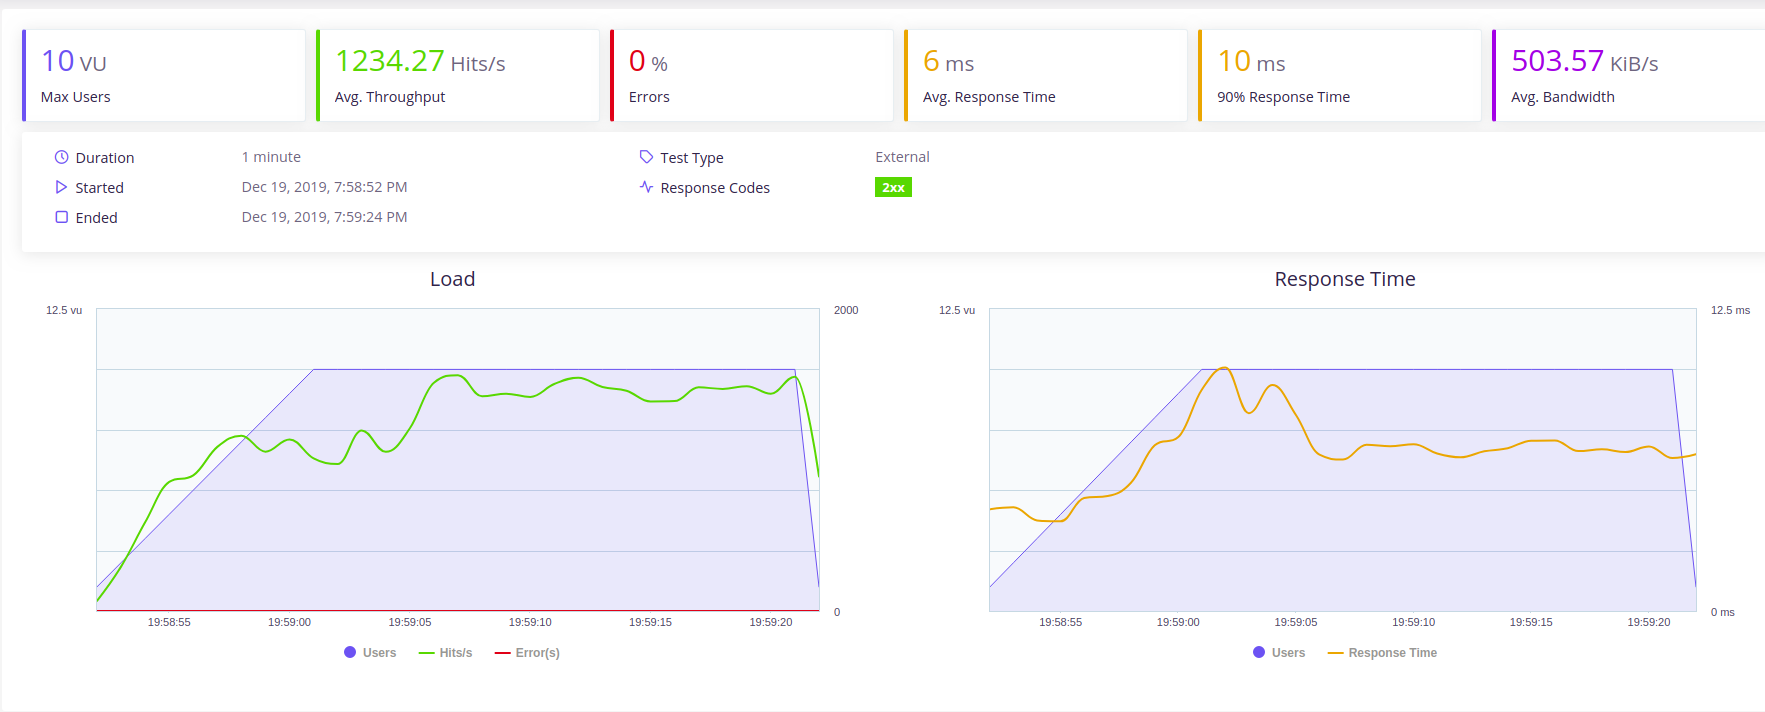 10 VU
Max Users
1234.27 Hits/s
Avg. Throughput
0 %
Errors
6 ms
Avg. Response Time
10 ms
90% Response Time
503.57 KiB/s
Avg. Bandwidth
Duration 1 minute
Started Dec 19, 2019, 7:58:52 PM
Ended Dec 19, 2019, 7:59:24 PM
Test Type External
Response Codes 2xx
Load
12.5 vu 2000
0
19:58:55 19:59:00 19:59:05 19:59:10 19:59:15 19:59:20
Users Hits/s Error(s)
Response Time
12.5 vu 12.5 ms
0 ms
19:58:55 19:59:00 19:59:05 19:59:10 19:59:15 19:59:20
Users Response Time